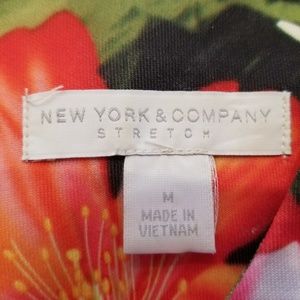 NEW YORK & COMPANY
STRETCH
M
MADE IN
VIETNAM